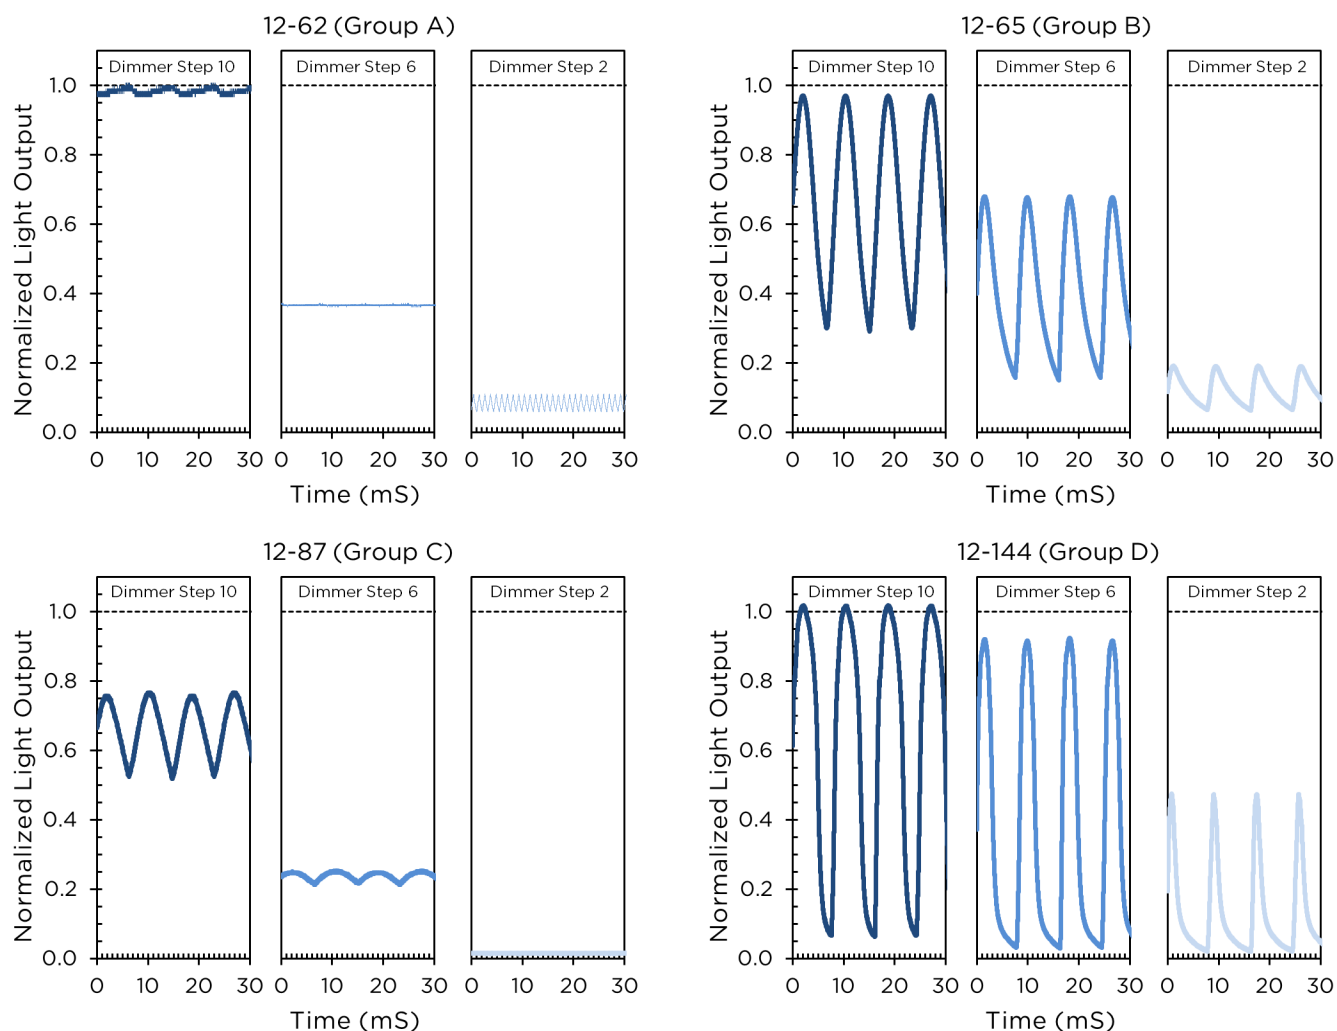 12-62 (Group A)
Dimmer Step 10 Dimmer Step 6 Dimmer Step 2
Normalized Light Output
1.0
0.8
0.6
0.4
0.2
0.0
0 10 20 30 0 10 20 30 0 10 20 30
Time (mS)
12-65 (Group B)
Dimmer Step 10 Dimmer Step 6 Dimmer Step 2
Normalized Light Output
1.0
0.8
0.6
0.4
0.2
0.0
0 10 20 30 0 10 20 30 0 10 20 30
Time (mS)
12-87 (Group C)
Dimmer Step 10 Dimmer Step 6 Dimmer Step 2
Normalized Light Output
1.0
0.8
0.6
0.4
0.2
0.0
0 10 20 30 0 10 20 30 0 10 20 30
Time (mS)
12-144 (Group D)
Dimmer Step 10 Dimmer Step 6 Dimmer Step 2
Normalized Light Output
1.0
0.8
0.6
0.4
0.2
0.0
0 10 20 30 0 10 20 30 0 10 20 30
Time (mS)